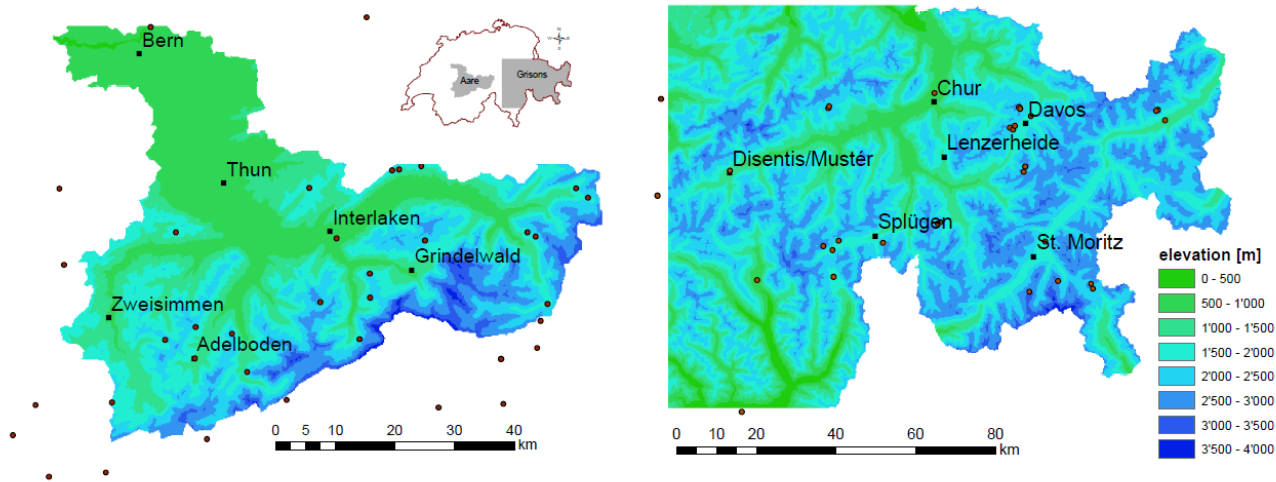 Bern
Thun
Interlaken
Grindelwald
Zweisimmen
Adelboden
0 5 10 20 30 40
km
Aare
Grisons
Chur
Davos
Lenzerheide
Disentis/Mustér
Splügen
St. Moritz
0 10 20 40 60 80
km
elevation [m]
0 - 500
500 - 1'000
1'000 - 1'500
1'500 - 2'000
2'000 - 2'500
2'500 - 3'000
3'000 - 3'500
3'500 - 4'000